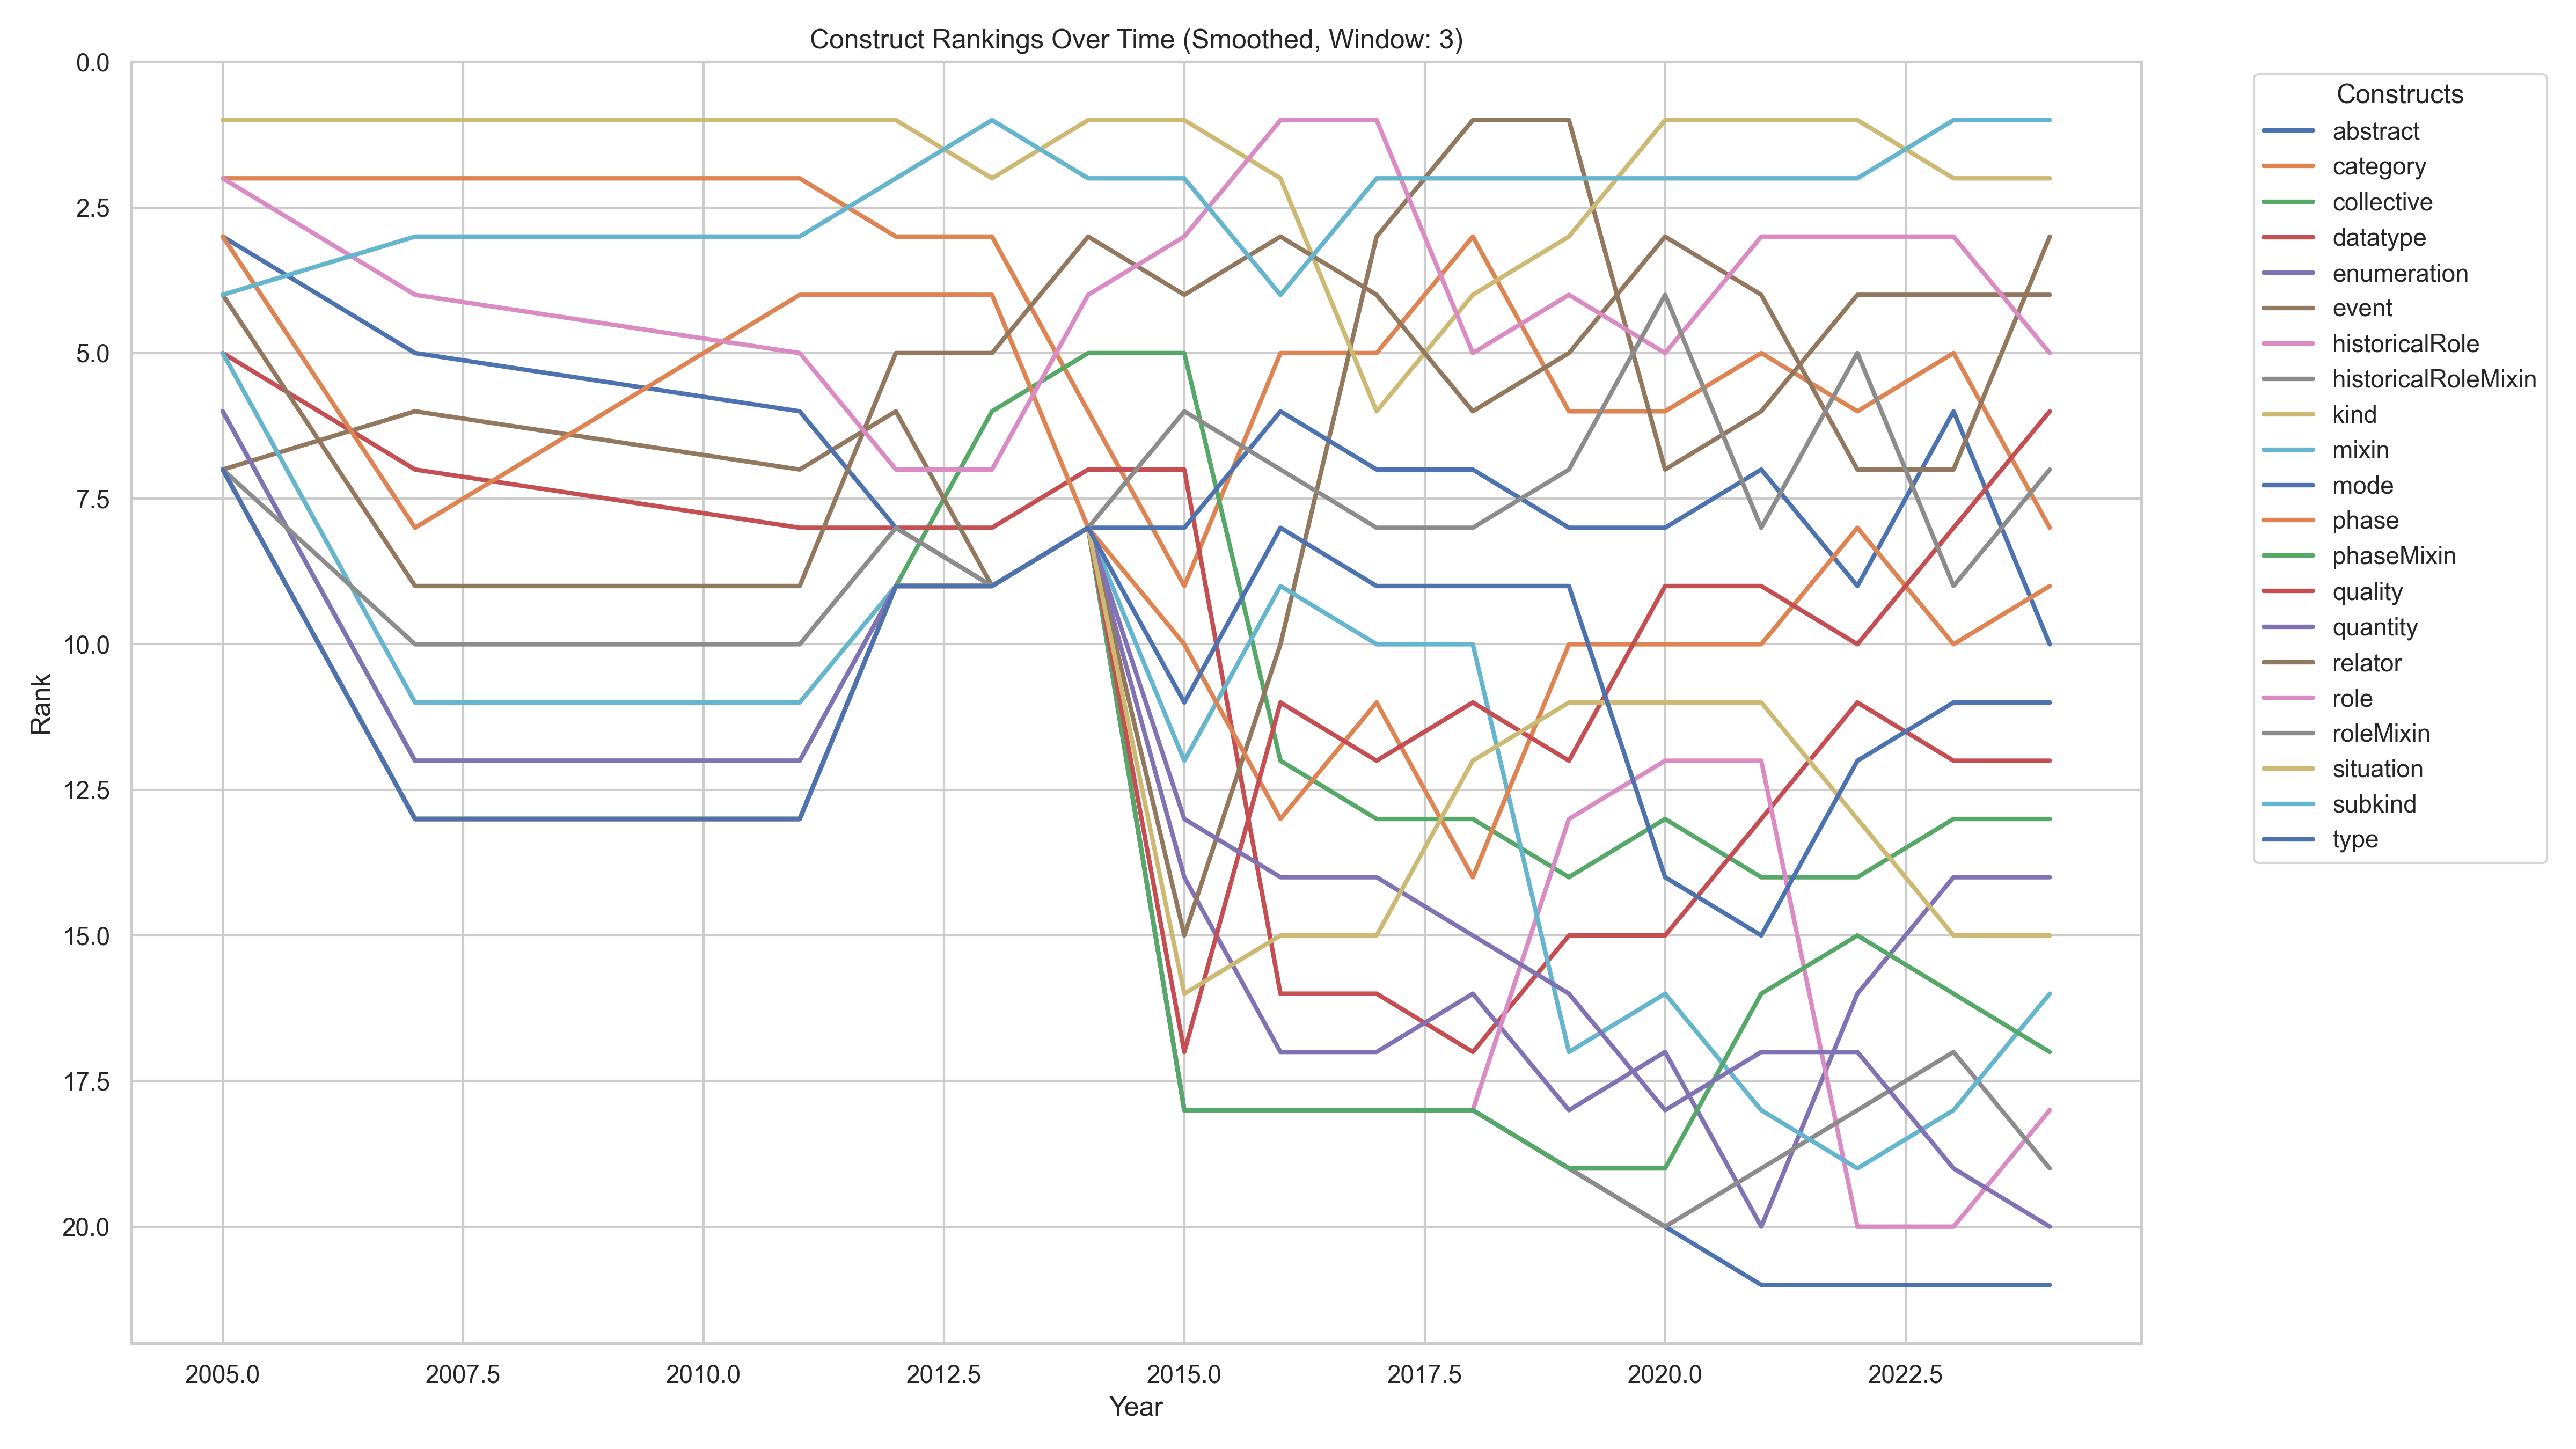 Construct Rankings Over Time (Smoothed, Window: 3)
0.0
2.5
5.0
7.5
10.0
12.5
15.0
17.5
20.0
Rank
2005.0
2007.5
2010.0
2012.5
2015.0
2017.5
2020.0
2022.5
Year
Constructs
abstract
category
collective
datatype
enumeration
event
historicalRole
historicalRoleMixin
kind
mixin
mode
phase
phaseMixin
quality
quantity
relator
role
roleMixin
situation
subkind
type